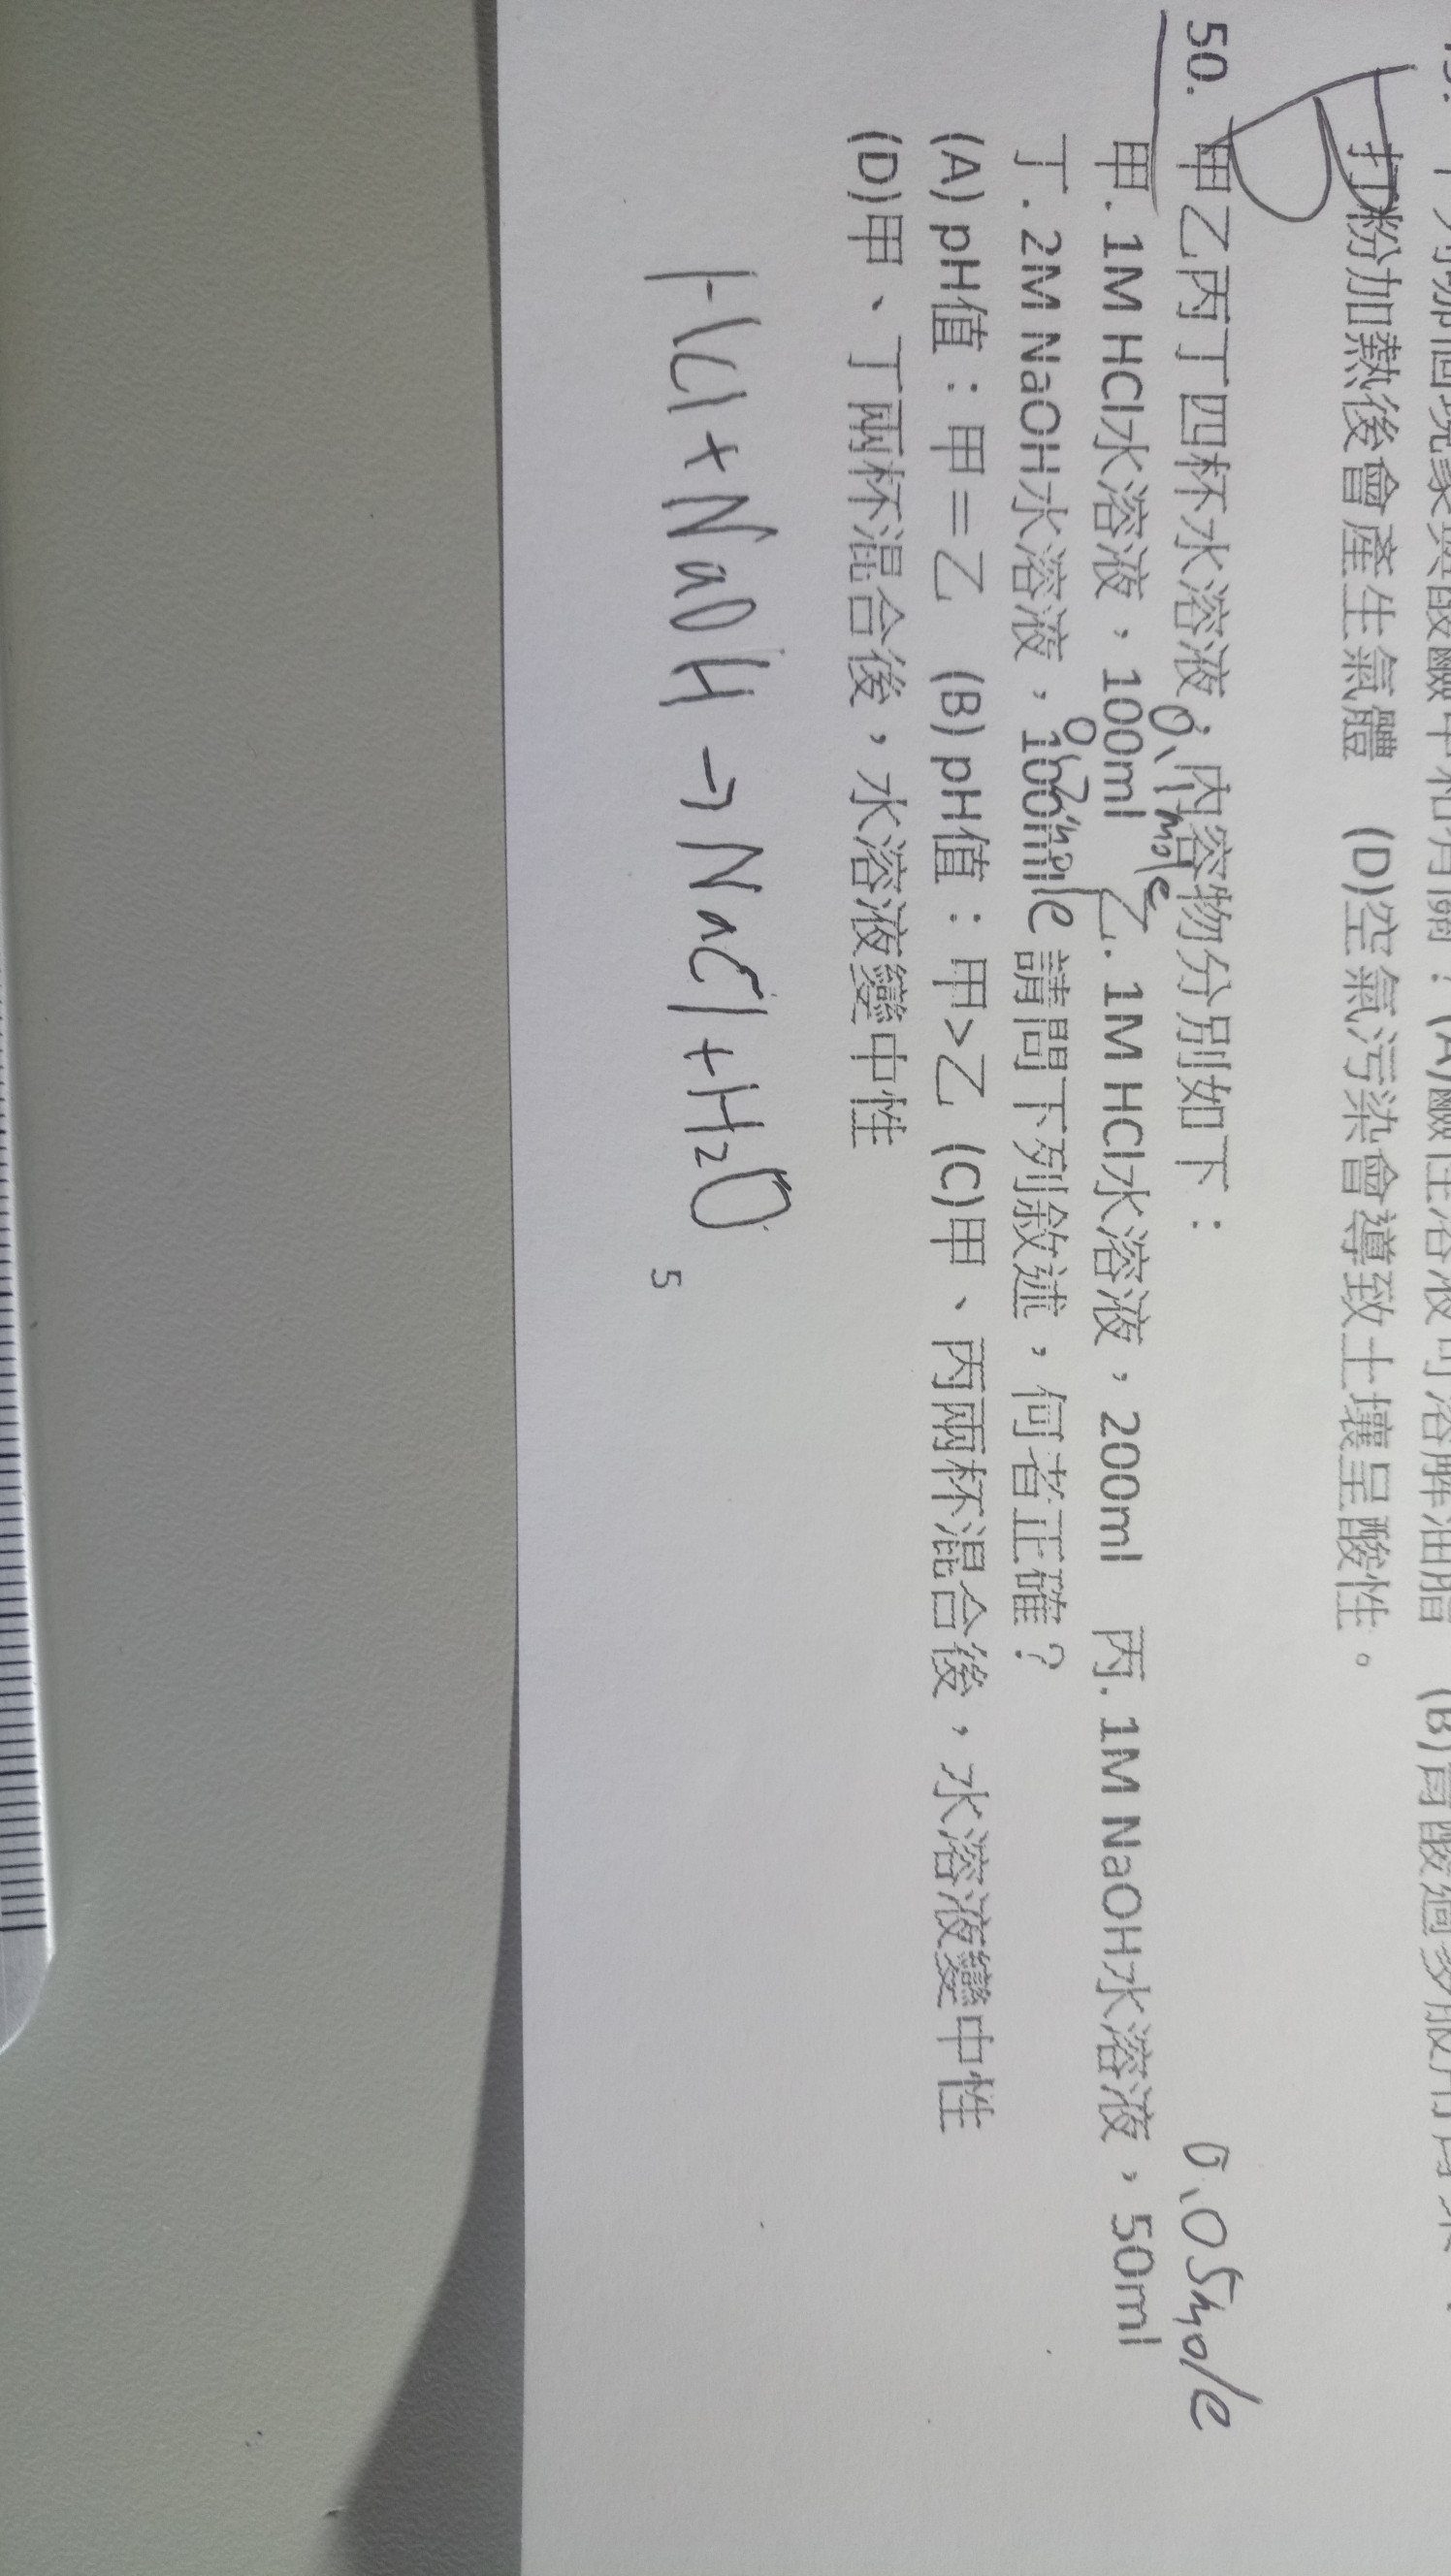 打粉加熱後會產生氣體 (D)空氣污染會導致土壤呈酸性。
50. 甲乙丙丁四杯水溶液，內容物分別如下：
0.1mole
0.05mole
甲. 1M HCl水溶液，100ml 乙. 1M HCl水溶液，200ml 丙. 1M NaOH水溶液，50ml
0.2mole
丁. 2M NaOH水溶液，100ml 請問下列敘述，何者正確？
(A) pH值：甲＝乙 (B) pH值：甲>乙 (C)甲、丙兩杯混合後，水溶液變中性
(D)甲、丁兩杯混合後，水溶液變中性
HCl + NaOH → NaCl + H₂O
5